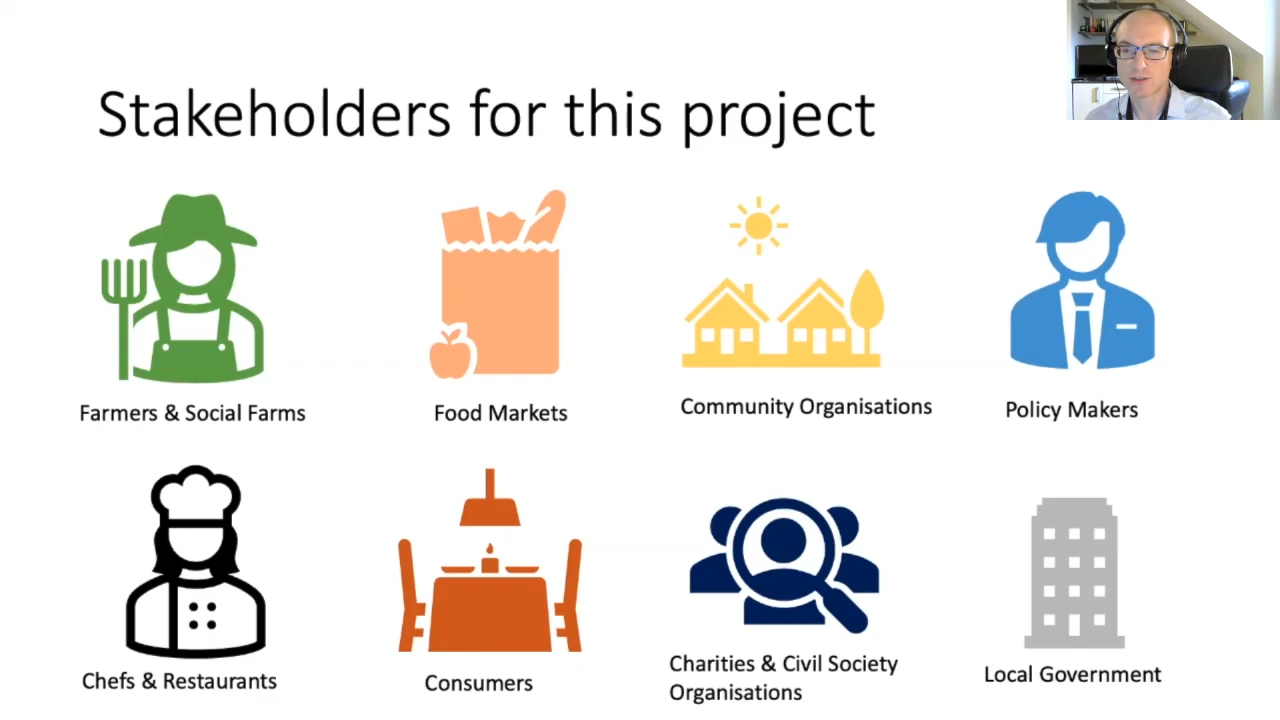 Stakeholders for this project
Farmers & Social Farms
Food Markets
Community Organisations
Policy Makers
Chefs & Restaurants
Consumers
Charities & Civil Society
Organisations
Local Government